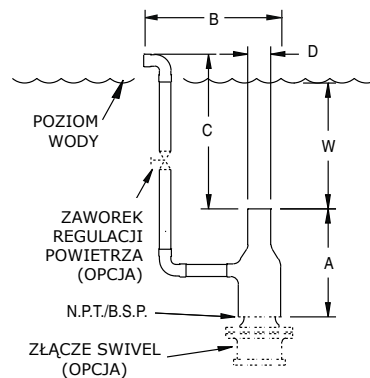 B
D
POZIOM
WODY
C
W
ZAWOREK
REGULACJI
POWIETRZA
(OPCJA)
A
N.P.T./B.S.P.
ZŁĄCZE SWIVEL
(OPCJA)